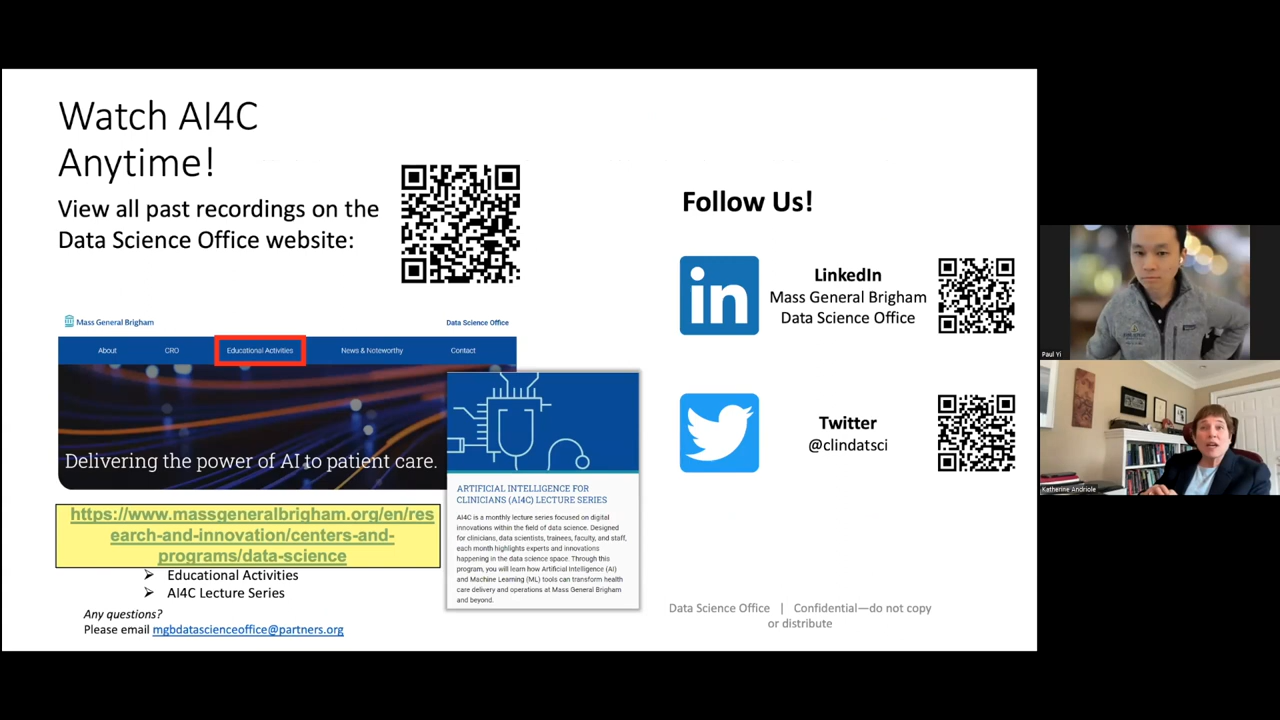 Watch AI4C
Anytime!
View all past recordings on the
Data Science Office website:
Mass General Brigham
Data Science Office
About
CRO
Educational Activities
News & Noteworthy
Contact
Delivering the power of AI to patient care.
ARTIFICIAL INTELLIGENCE FOR
CLINICIANS (AI4C) LECTURE SERIES
AI4C is a monthly lecture series focused on digital
innovations within the field of data science. Designed
for clinicians, data scientists, trainees, faculty, and staff,
each month highlights experts and innovations
happening in the data science space. Through this
program, you will learn how Artificial Intelligence (AI)
and Machine Learning (ML) tools can transform health
care delivery and operations at Mass General Brigham
and beyond.
https://www.massgeneralbrigham.org/en/res
earch-and-innovation/centers-and-
programs/data-science
➢ Educational Activities
➢ AI4C Lecture Series
Any questions?
Please email mgbdatascienceoffice@partners.org
Follow Us!
in
LinkedIn
Mass General Brigham
Data Science Office
Twitter
@clindatsci
Data Science Office | Confidential—do not copy
or distribute
Paul Yi
Katherine Andriole